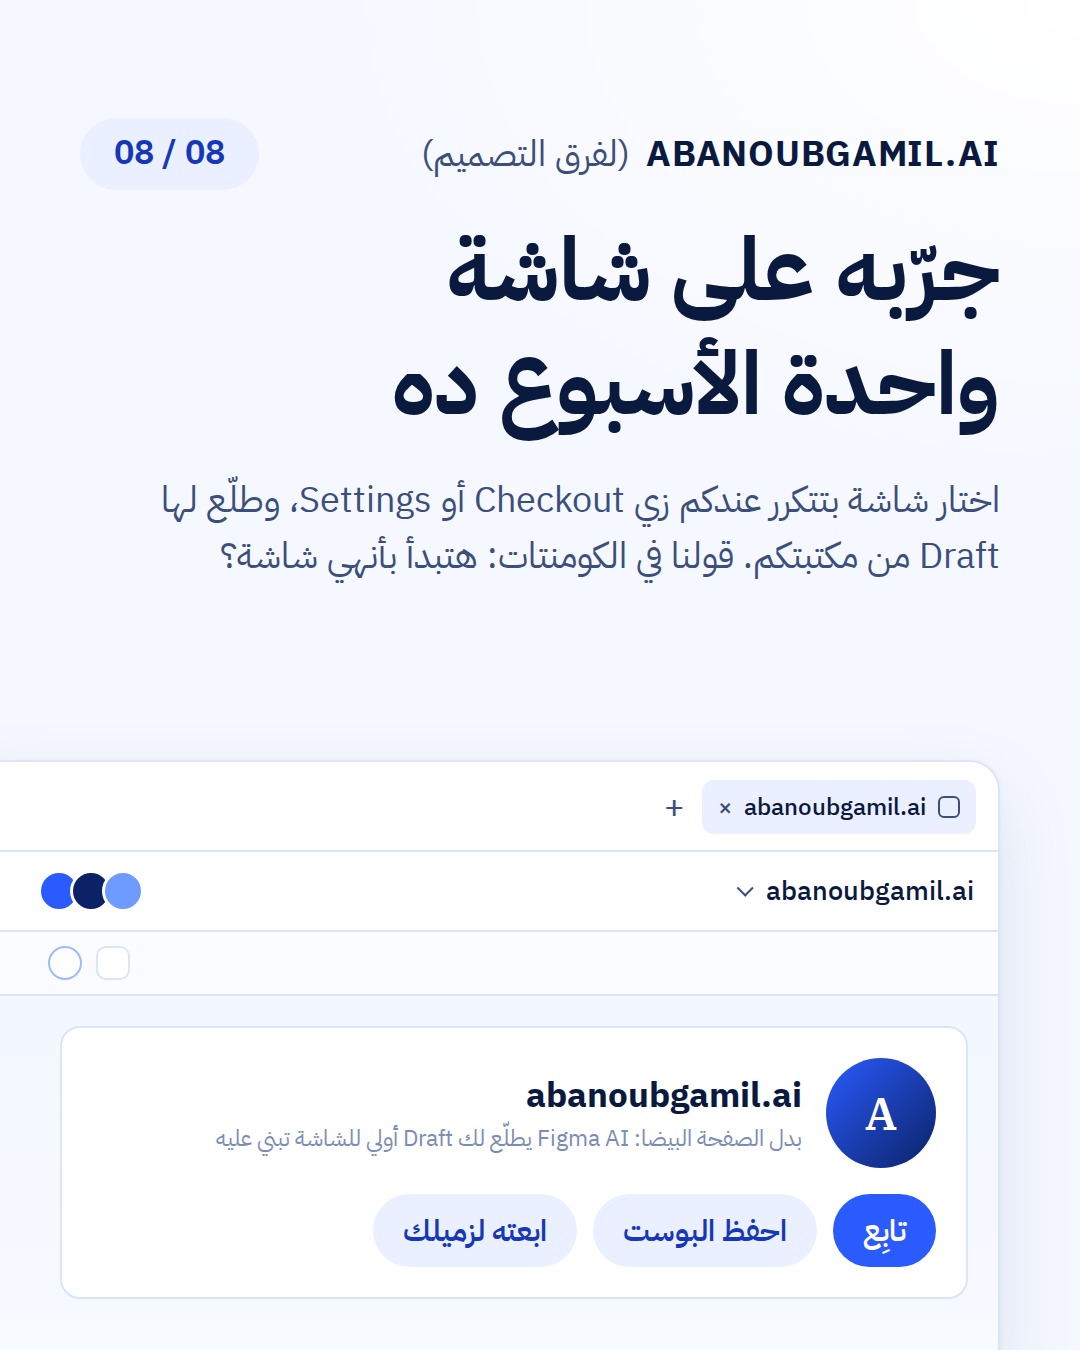 ABANOUBGAMIL.AI (لفرق التصميم)
08 / 08
جرّبه على شاشة
واحدة الأسبوع ده
اختار شاشة بتتكرر عندكم زي Checkout أو Settings، وطلّع لها
Draft من مكتبتكم. قولنا في الكومنتات: هتبدأ بأنهي شاشة؟
abanoubgamil.ai × +
abanoubgamil.ai
A
abanoubgamil.ai
بدل الصفحة البيضا: Figma AI يطلّع لك Draft أولي للشاشة تبني عليه
تابِع
احفظ البوست
ابعته لزميلك